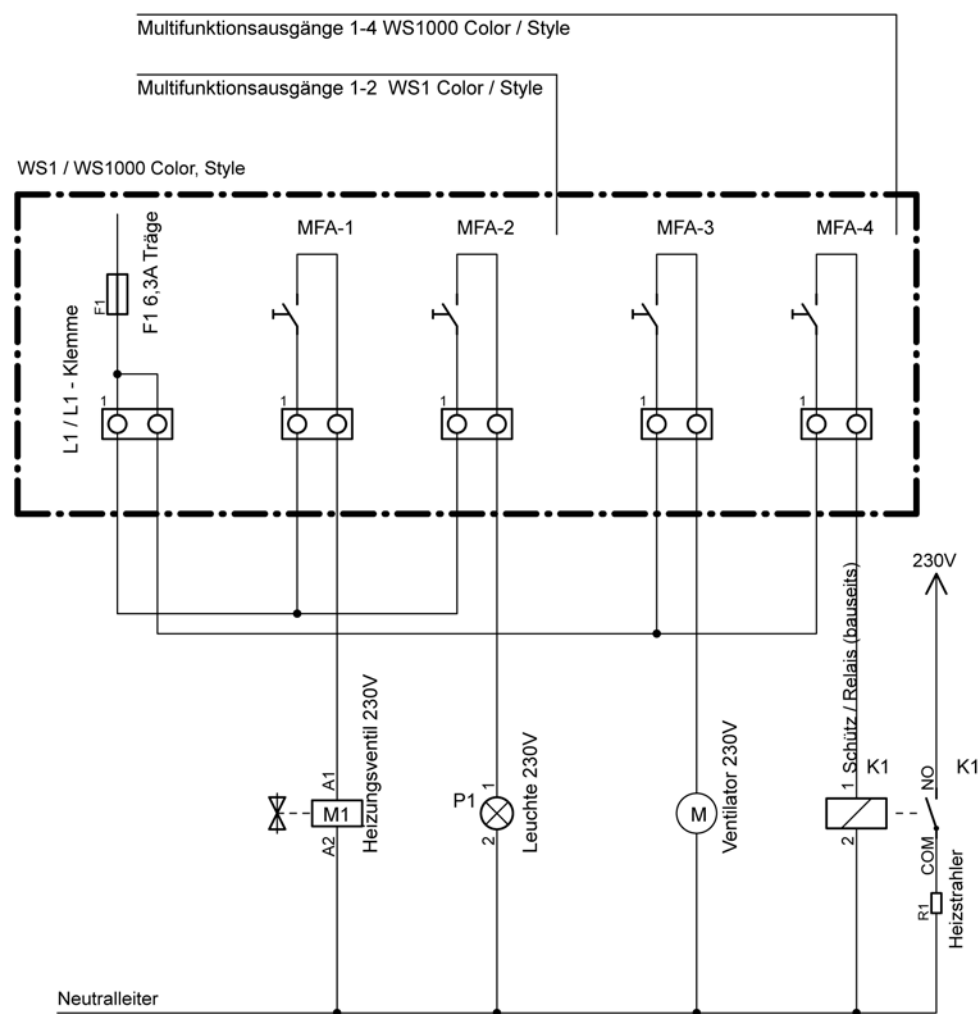 Multifunktionsausgänge 1-4 WS1000 Color / Style
Multifunktionsausgänge 1-2 WS1 Color / Style
WS1 / WS1000 Color, Style
MFA-1
MFA-2
MFA-3
MFA-4
F1
F1 6,3A Träge
L1 / L1 - Klemme
1
1
1
1
1
230V
Schütz / Relais (bauseits)
Heizungsventil 230V
A1
M1
A2
P1
1
2
Leuchte 230V
M
Ventilator 230V
1
2
K1
K1
NO
COM
R1
Heizstrahler
Neutralleiter